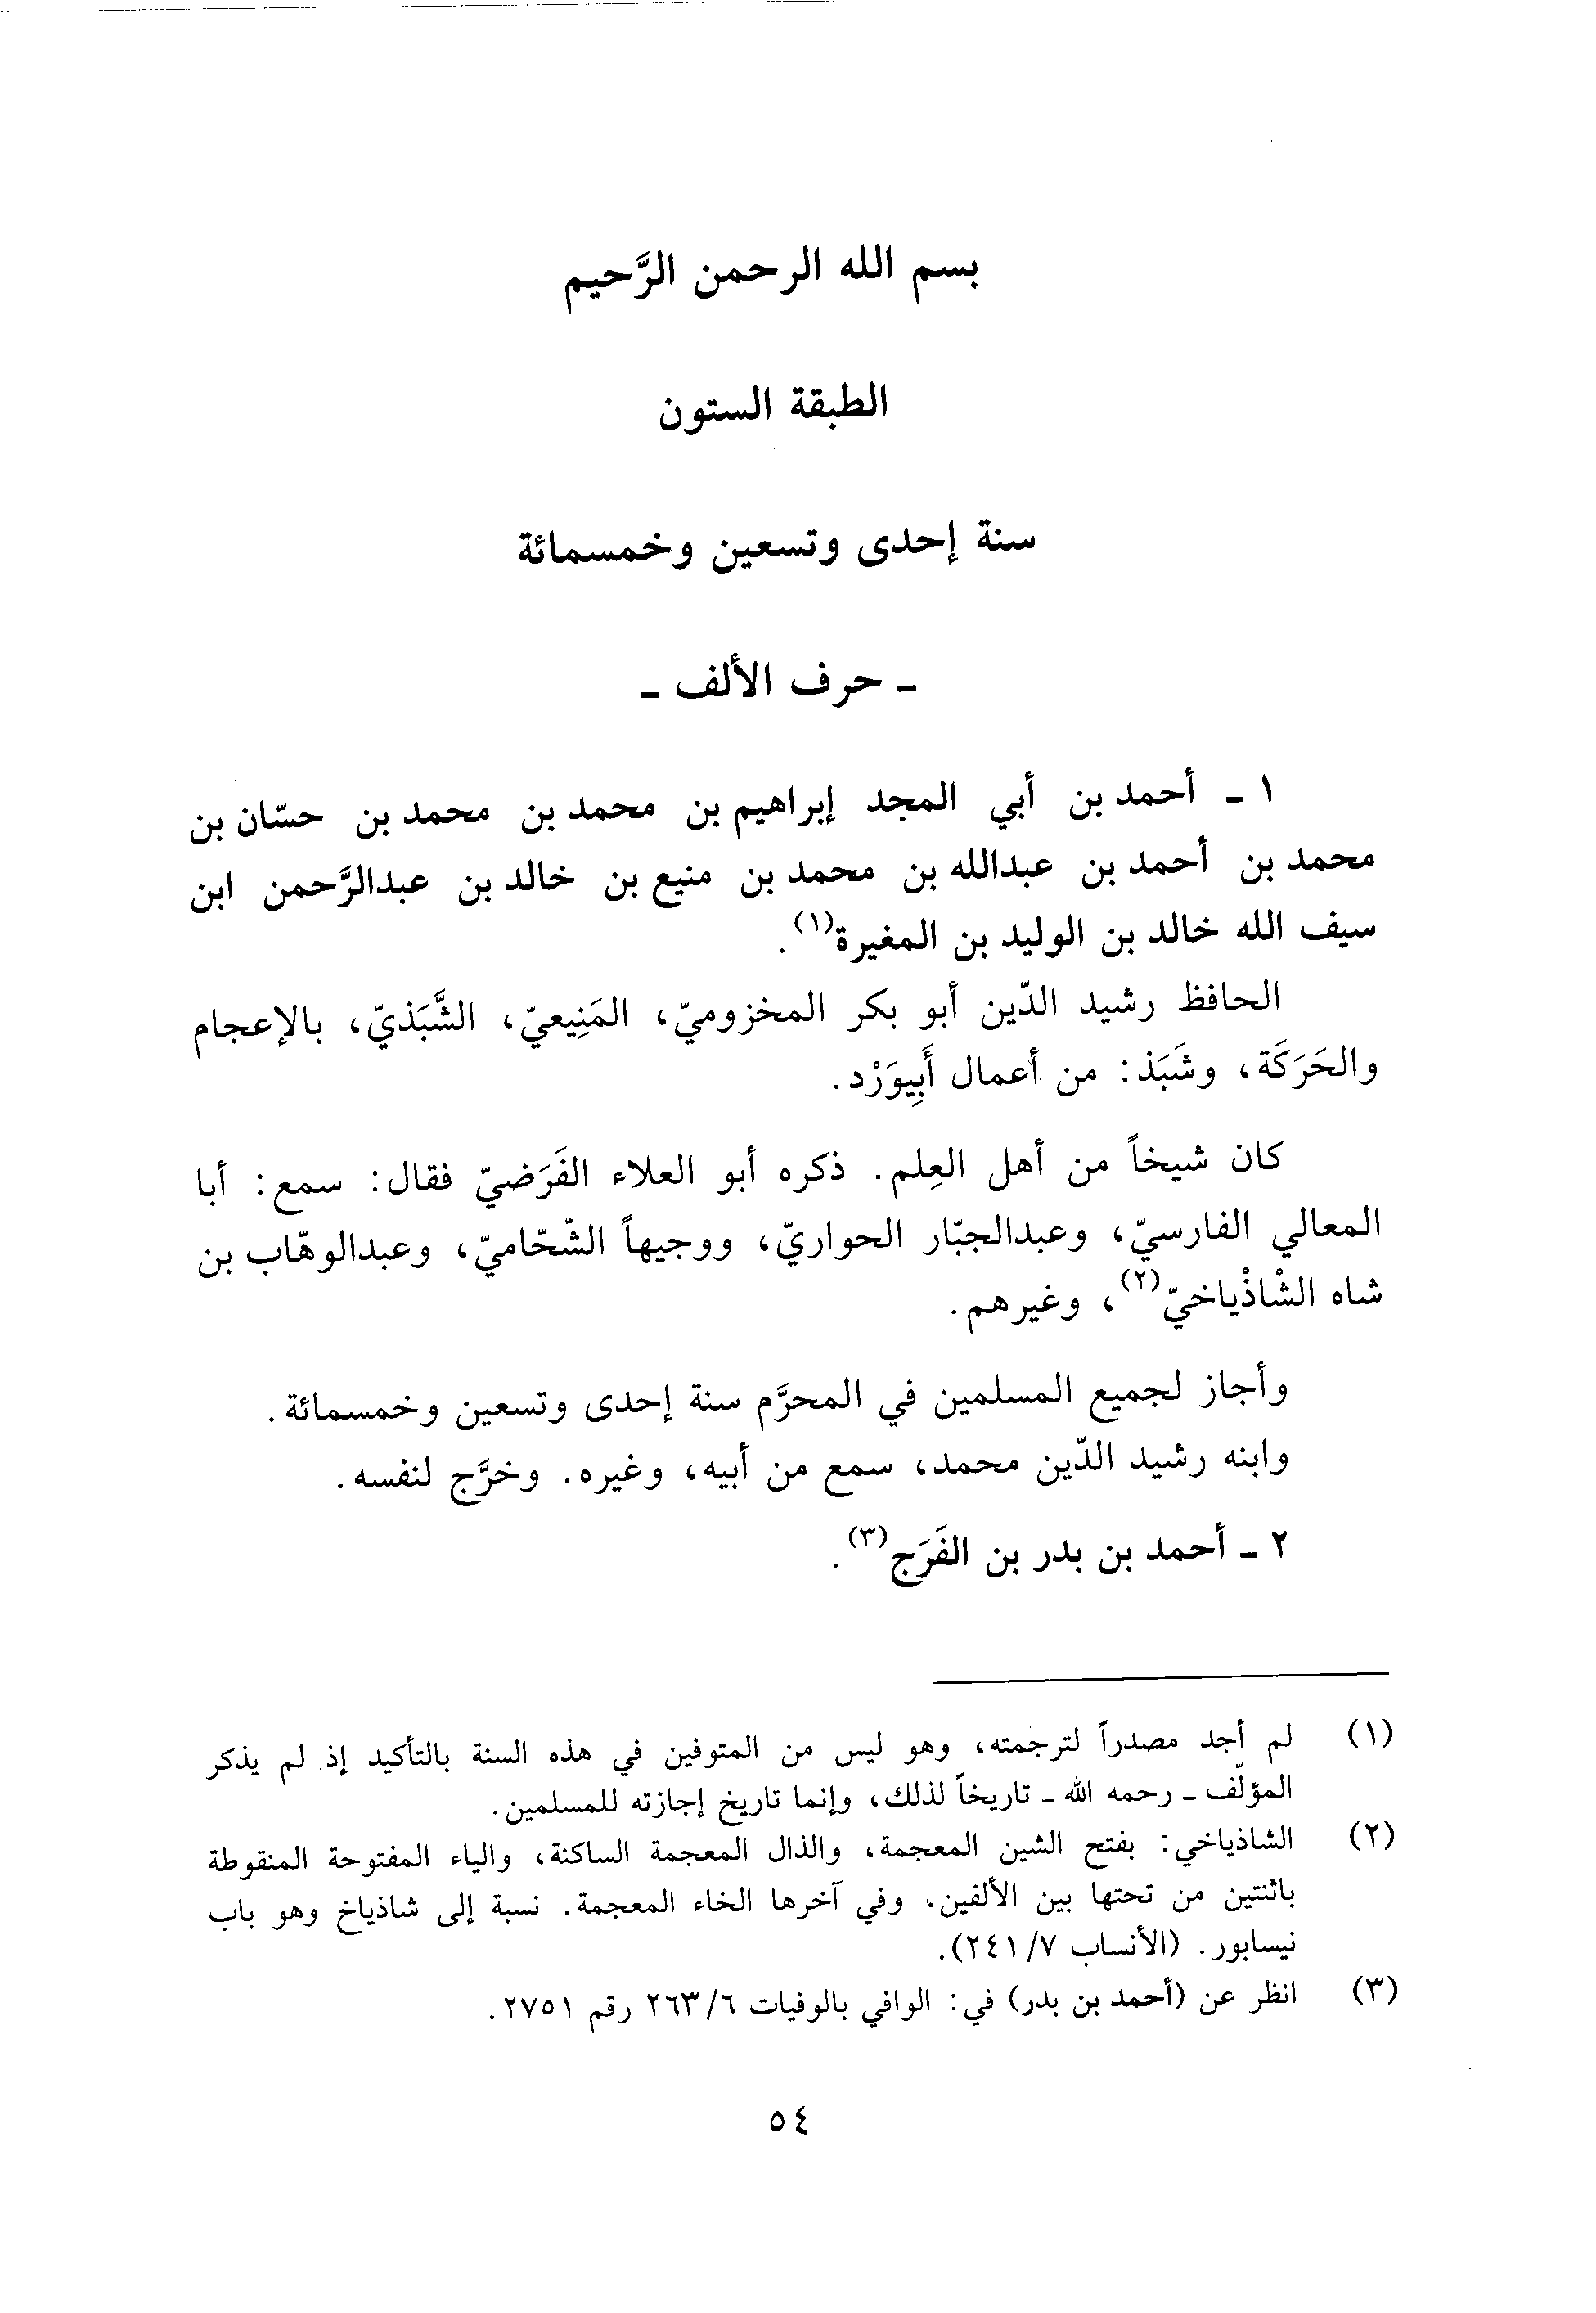 بسم الله الرحمن الرَّحيم
الطبقة الستون
سنة إحدى وتسعين وخمسمائة
ـ حرف الألف ـ
١ ـ أحمد بن أبي المجد إبراهيم بن محمد بن محمد بن حسّان بن
محمد بن أحمد بن عبدالله بن محمد بن منيع بن خالد بن عبدالرَّحمن ابن
سيف الله خالد بن الوليد بن المغيرة(١).
الحافظ رشيد الدّين أبو بكر المخزوميّ، المَنِيعيّ، الشَّبَذيّ، بالإعجام
والحَرَكَة، وشَبَذ: من أعمال أَبِيوَرْد.
كان شيخاً من أهل العِلم. ذكره أبو العلاء الفَرَضيّ فقال: سمع: أبا
المعالي الفارسيّ، وعبدالجبّار الحواريّ، ووجيهاً الشّحّاميّ، وعبدالوهّاب بن
شاه الشْاذْياخيّ(٢)، وغيرهم.
وأجاز لجميع المسلمين في المحرَّم سنة إحدى وتسعين وخمسمائة.
وابنه رشيد الدّين محمد، سمع من أبيه، وغيره. وخرَّج لنفسه.
٢ ـ أحمد بن بدر بن الفَرَج(٣).
(١) لم أجد مصدراً لترجمته، وهو ليس من المتوفين في هذه السنة بالتأكيد إذ لم يذكر
المؤلّف ـ رحمه الله ـ تاريخاً لذلك، وإنما تاريخ إجازته للمسلمين.
(٢) الشاذياخي: بفتح الشين المعجمة، والذال المعجمة الساكنة، والياء المفتوحة المنقوطة
باثنتين من تحتها بين الألفين. وفي آخرها الخاء المعجمة. نسبة إلى شاذياخ وهو باب
نيسابور. (الأنساب ٧/ ٢٤١).
(٣) انظر عن (أحمد بن بدر) في: الوافي بالوفيات ٦/ ٢٦٣ رقم ٢٧٥١.
٥٤